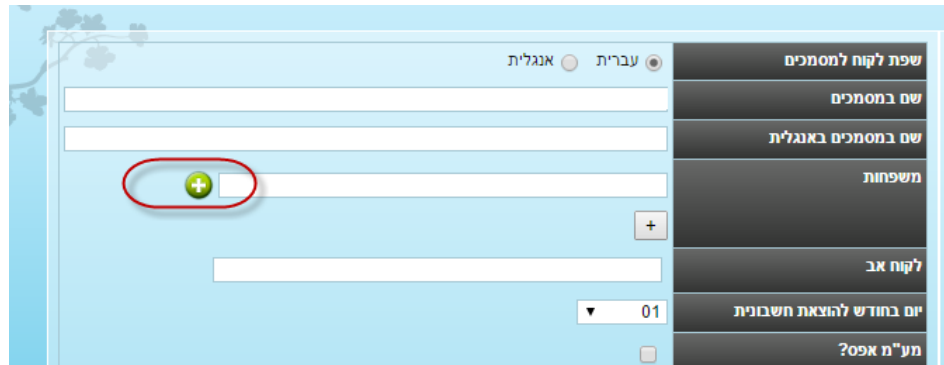 שפת לקוח למסמכים
עברית אנגלית
שם במסמכים
שם במסמכים באנגלית
משפחות
+
לקוח אב
יום בחודש להוצאת חשבונית
01
מע"מ אפס?